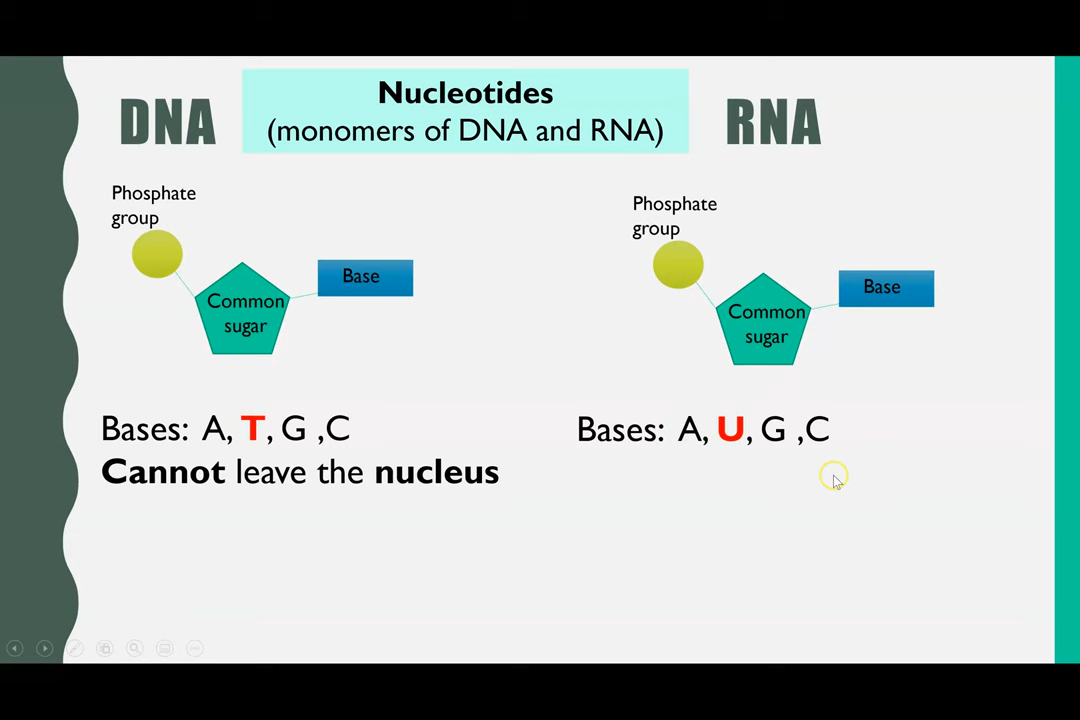 DNA
Nucleotides
(monomers of DNA and RNA)
RNA
Phosphate
group
Base
Common
sugar
Phosphate
group
Base
Common
sugar
Bases: A, T, G ,C
Cannot leave the nucleus
Bases: A, U, G ,C